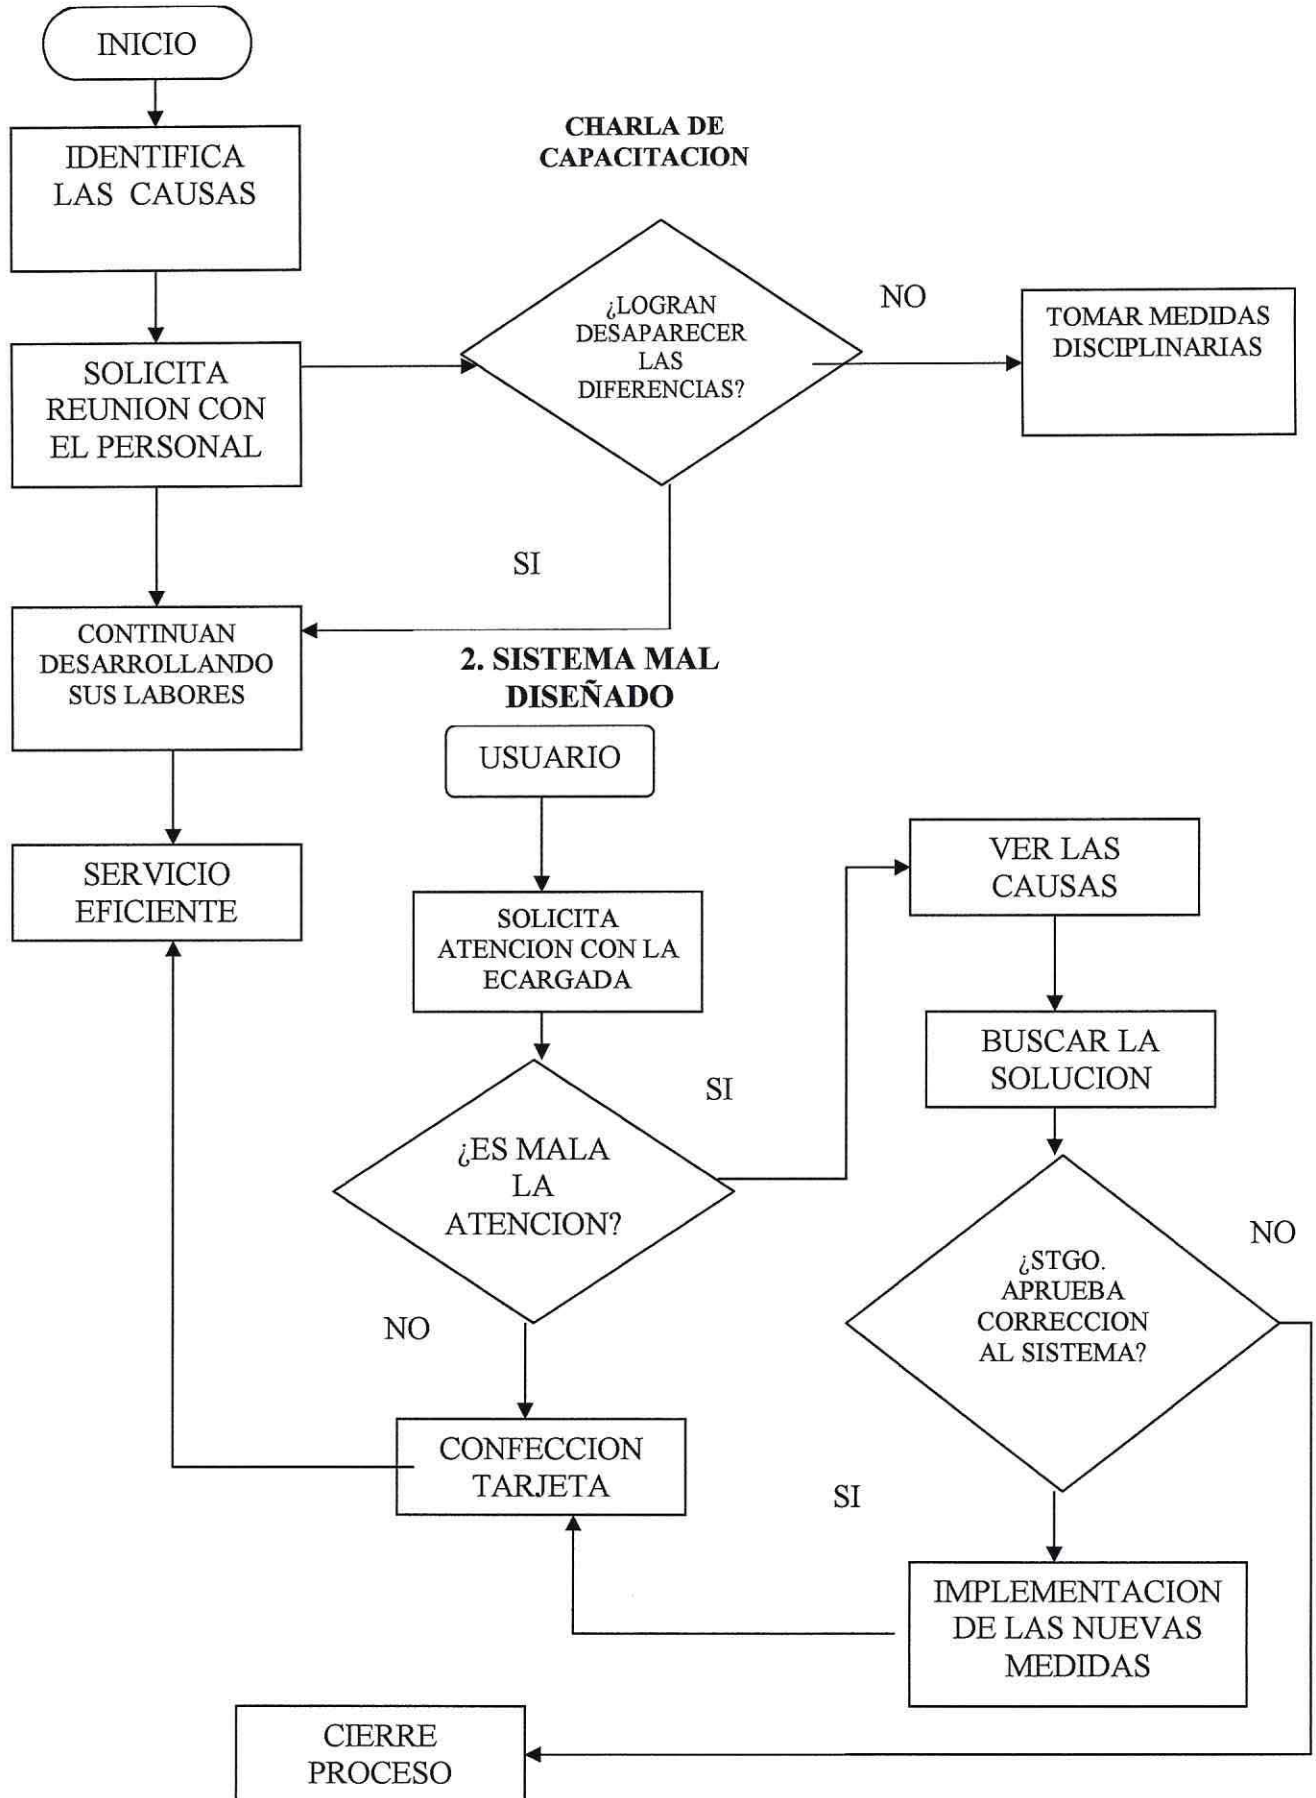 INICIO
IDENTIFICA
LAS CAUSAS
CHARLA DE
CAPACITACION
SOLICITA
REUNION CON
EL PERSONAL
¿LOGRAN
DESAPARECER
LAS
DIFERENCIAS?
NO
TOMAR MEDIDAS
DISCIPLINARIAS
SI
CONTINUAN
DESARROLLANDO
SUS LABORES
SERVICIO
EFICIENTE
2. SISTEMA MAL
DISEÑADO
USUARIO
SOLICITA
ATENCION CON LA
ECARGADA
¿ES MALA
LA
ATENCION?
SI
VER LAS
CAUSAS
BUSCAR LA
SOLUCION
¿STGO.
APRUEBA
CORRECCION
AL SISTEMA?
NO
NO
CONFECCION
TARJETA
SI
IMPLEMENTACION
DE LAS NUEVAS
MEDIDAS
CIERRE
PROCESO